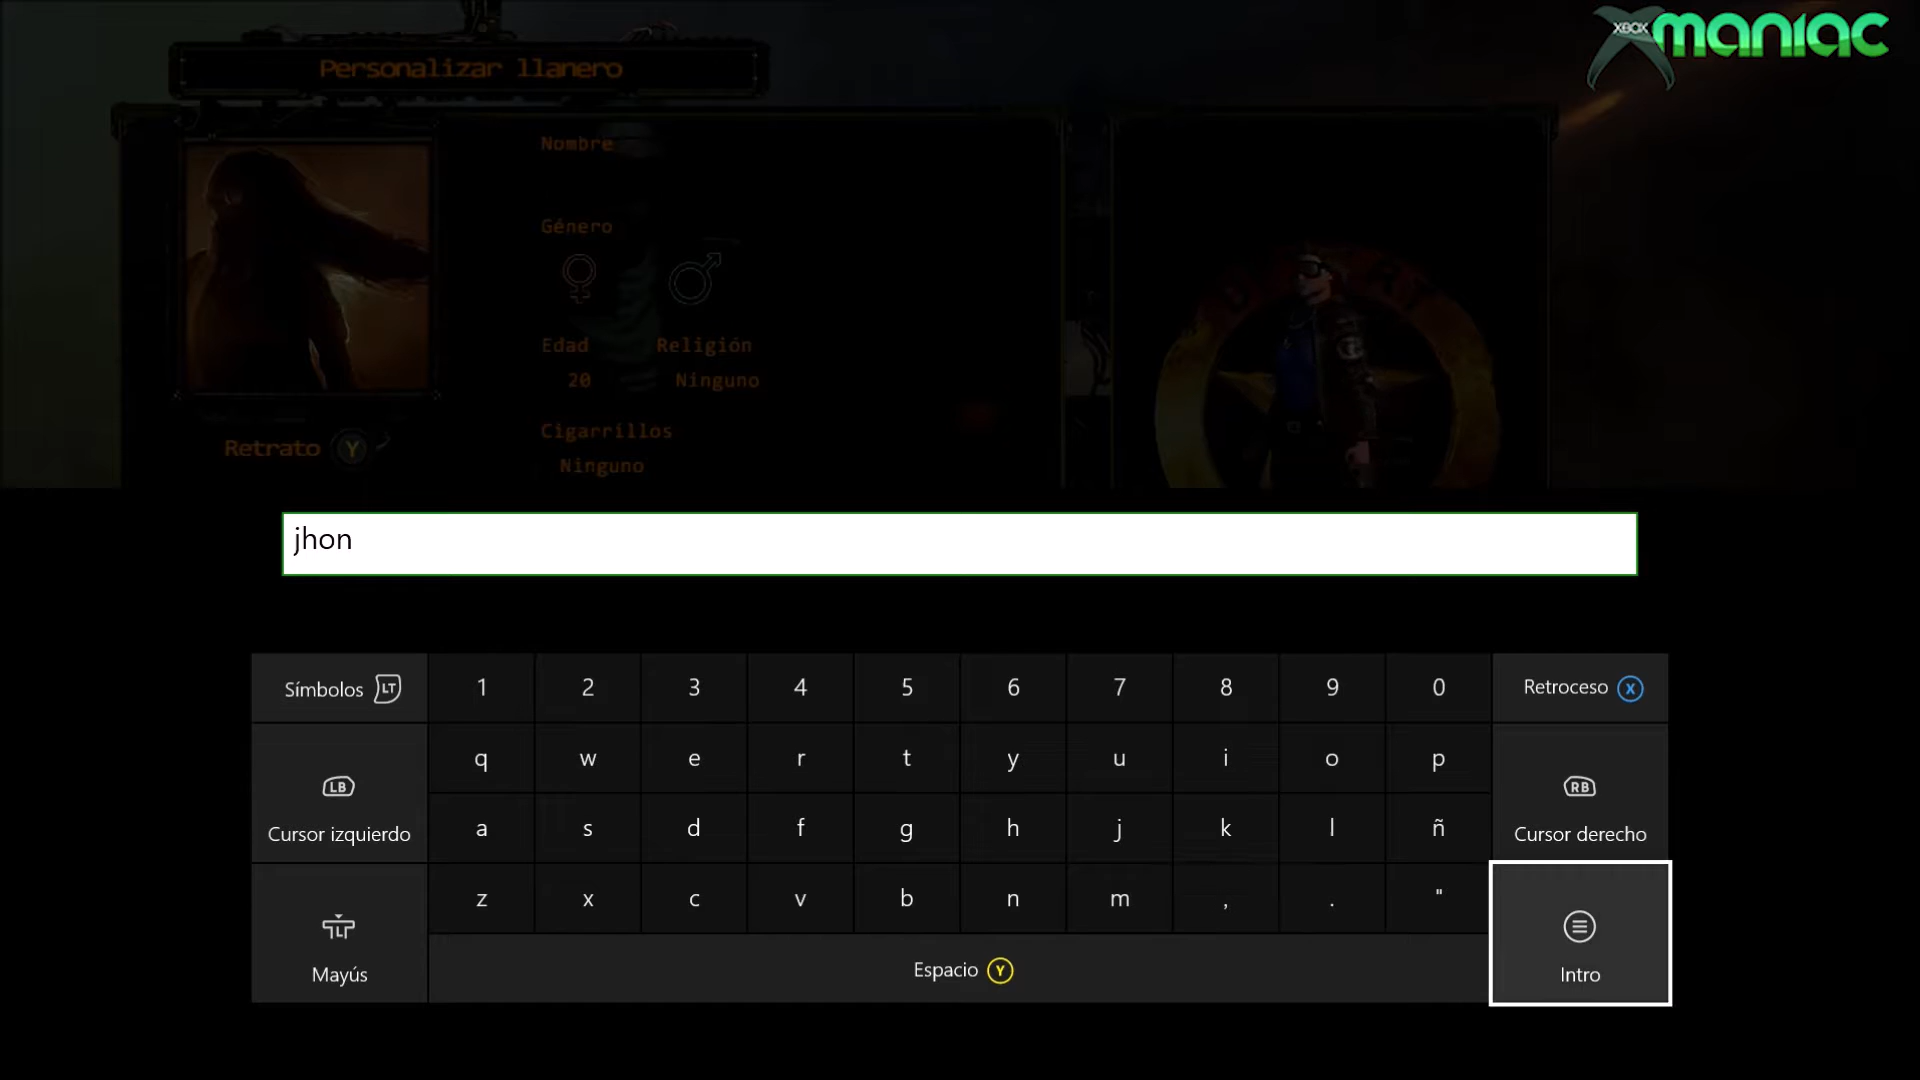 XBOX maniac
Personalizar llanero
Nombre
Género
Edad Religión
20 Ninguno
Cigarrillos
Ninguno
Retrato Y
jhon
Símbolos LT 1 2 3 4 5 6 7 8 9 0 Retroceso X
q w e r t y u i o p
LB RB
Cursor izquierdo a s d f g h j k l ñ Cursor derecho
z x c v b n m , . "
Mayús Espacio Y Intro